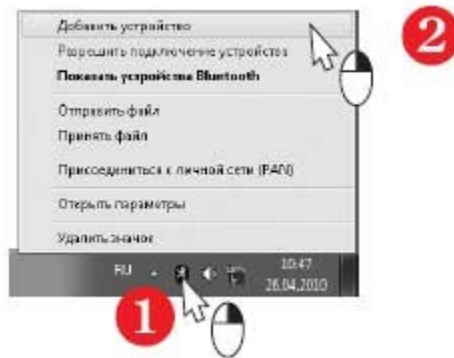 Добавить устройство
2
Разрешить подключение устройства
Показать устройства Bluetooth
Отправить файл
Принять файл
Присоединиться к личной сети (PAN)
Открыть параметры
Удалить значок
RU
10:47
26.04.2010
1